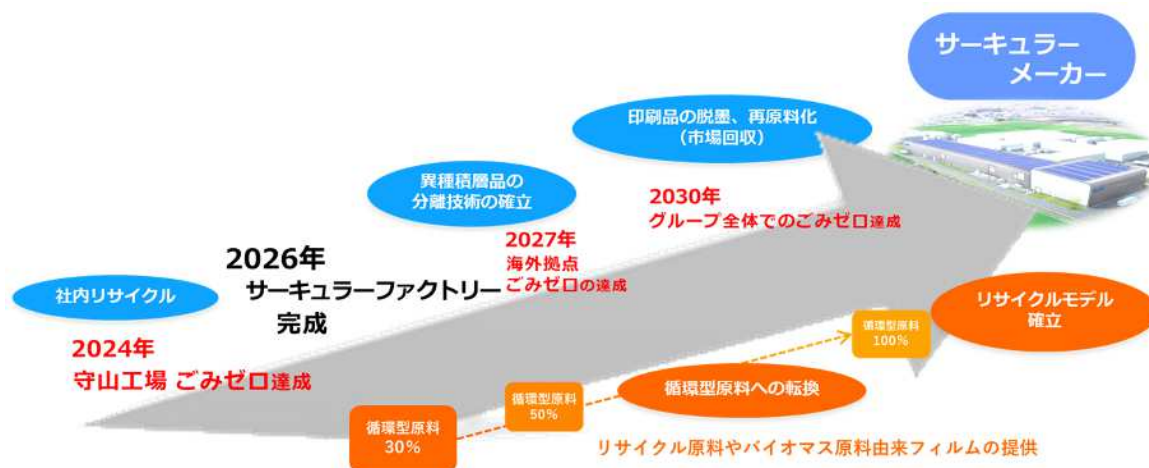 サーキュラー
メーカー
印刷品の脱墨、再原料化
（市場回収）
異種積層品の
分離技術の確立
2030年
グループ全体でのごみゼロ達成
2027年
海外拠点
ごみゼロの達成
2026年
サーキュラーファクトリー
完成
社内リサイクル
2024年
守山工場 ごみゼロ達成
リサイクルモデル
確立
循環型原料
100%
循環型原料への転換
循環型原料
50%
循環型原料
30%
リサイクル原料やバイオマス原料由来フィルムの提供